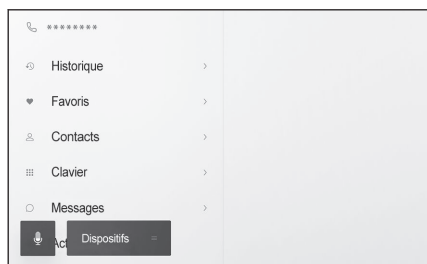 ********
Historique
Favoris
Contacts
Clavier
Messages
Dispositifs